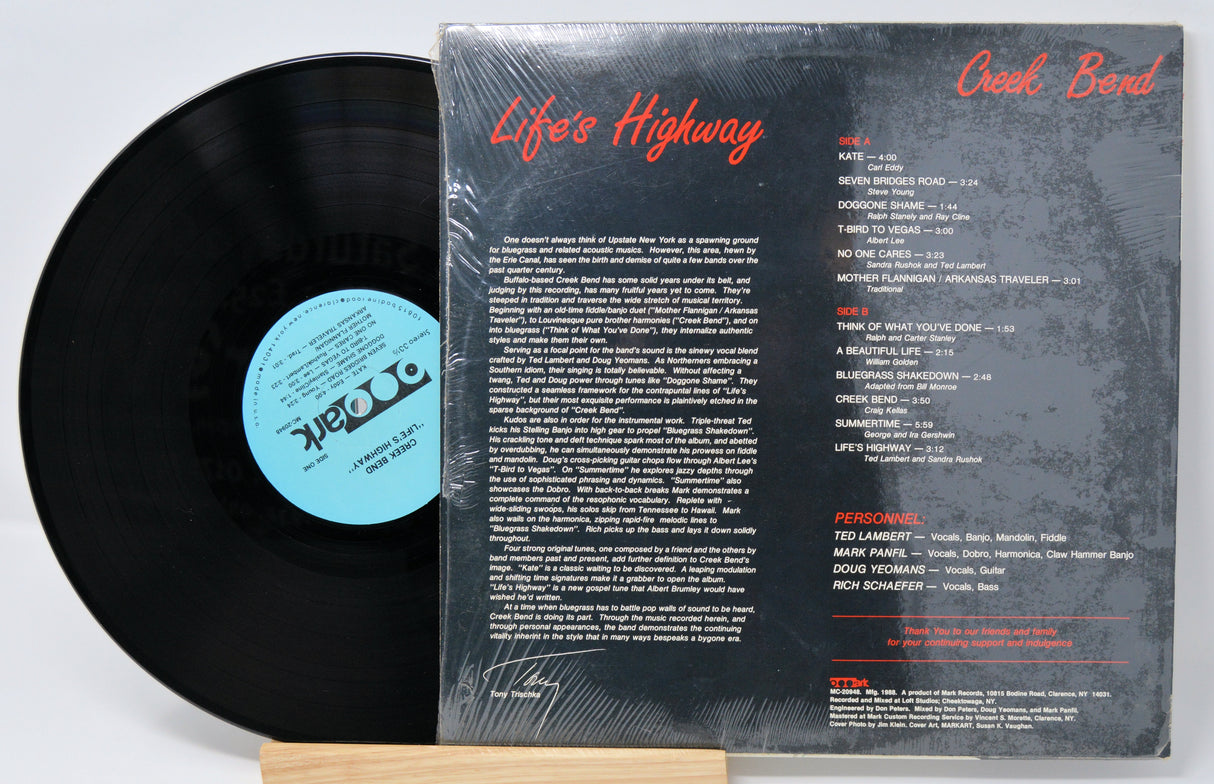 Life's Highway
One doesn't always think of Upstate New York as a spawning ground
for bluegrass and related acoustic musics. However, this area, hewn by
the Erie Canal, has seen the birth and demise of quite a few bands over the
past quarter century.
Buffalo-based Creek Bend has some solid years under its belt, and
judging by this recording, has many fruitful years yet to come. They're
steeped in tradition and traverse the wide stretch of musical territory.
Beginning with an old-time fiddle/banjo duet ("Mother Flannigan / Arkansas
Traveler"), to Louvinesque pure brother harmonies ("Creek Bend"), and on
into bluegrass ("Think of What You've Done"), they internalize authentic
styles and make them their own.
Serving as a focal point for the band's sound is the sinewy vocal blend
crafted by Ted Lambert and Doug Yeomans. As Northerners embracing a
Southern idiom, their singing is totally believable. Without affecting a
twang, Ted and Doug power through tunes like "Doggone Shame". They
constructed a seamless framework for the contrapuntal lines of "Life's
Highway", but their most exquisite performance is plaintively etched in the
sparse background of "Creek Bend".
Kudos are also in order for the instrumental work. Triple-threat Ted
kicks his Stelling Banjo into high gear to propel "Bluegrass Shakedown".
His crackling tone and deft technique spark most of the album, and abetted
by overdubbing, he can simultaneously demonstrate his prowess on fiddle
and mandolin. Doug's cross-picking guitar chops flow through Albert Lee's
"T-Bird to Vegas". On "Summertime" he explores jazzy depths through
the use of sophisticated phrasing and dynamics. "Summertime" also
showcases the Dobro. With back-to-back breaks Mark demonstrates a
complete command of the resophonic vocabulary. Replete with -
wide-sliding swoops, his solos skip from Tennessee to Hawaii. Mark
also wails on the harmonica, zipping rapid-fire melodic lines to
"Bluegrass Shakedown". Rich picks up the bass and lays it down solidly
throughout.
Four strong original tunes, one composed by a friend and the others by
band members past and present, add further definition to Creek Bend's
image. "Kate" is a classic waiting to be discovered. A leaping modulation
and shifting time signatures make it a grabber to open the album.
"Life's Highway" is a new gospel tune that Albert Brumley would have
wished he'd written.
At a time when bluegrass has to battle pop walls of sound to be heard,
Creek Bend is doing its part. Through the music recorded herein, and
through personal appearances, the band demonstrates the continuing
vitality inherint in the style that in many ways bespeaks a bygone era.
Tony
Tony Trischka
Creek Bend
SIDE A
KATE — 4:00
Carl Eddy
SEVEN BRIDGES ROAD — 3:24
Steve Young
DOGGONE SHAME — 1:44
Ralph Stanely and Ray Cline
T-BIRD TO VEGAS — 3:00
Albert Lee
NO ONE CARES — 3:23
Sandra Rushok and Ted Lambert
MOTHER FLANNIGAN / ARKANSAS TRAVELER — 3:01
Traditional
SIDE B
THINK OF WHAT YOU'VE DONE — 1:53
Ralph and Carter Stanley
A BEAUTIFUL LIFE — 2:15
William Golden
BLUEGRASS SHAKEDOWN — 2:48
Adapted from Bill Monroe
CREEK BEND — 3:50
Craig Kellas
SUMMERTIME — 5:59
George and Ira Gershwin
LIFE'S HIGHWAY — 3:12
Ted Lambert and Sandra Rushok
PERSONNEL:
TED LAMBERT — Vocals, Banjo, Mandolin, Fiddle
MARK PANFIL — Vocals, Dobro, Harmonica, Claw Hammer Banjo
DOUG YEOMANS — Vocals, Guitar
RICH SCHAEFER — Vocals, Bass
Thank You to our friends and family
for your continuing support and indulgence
mark
MC-20948. Mfg. 1988. A product of Mark Records, 10815 Bodine Road, Clarence, NY 14031.
Recorded and Mixed at Loft Studios; Cheektowaga, NY.
Engineered by Don Peters. Mixed by Don Peters, Doug Yeomans, and Mark Panfil.
Mastered at Mark Custom Recording Service by Vincent S. Morette, Clarence, NY.
Cover Photo by Jim Klein. Cover Art, MARKART, Susan K. Vaughan.
CREEK BEND
"LIFE'S HIGHWAY"
SIDE ONE
MC-20948
mark
Stereo 33⅓